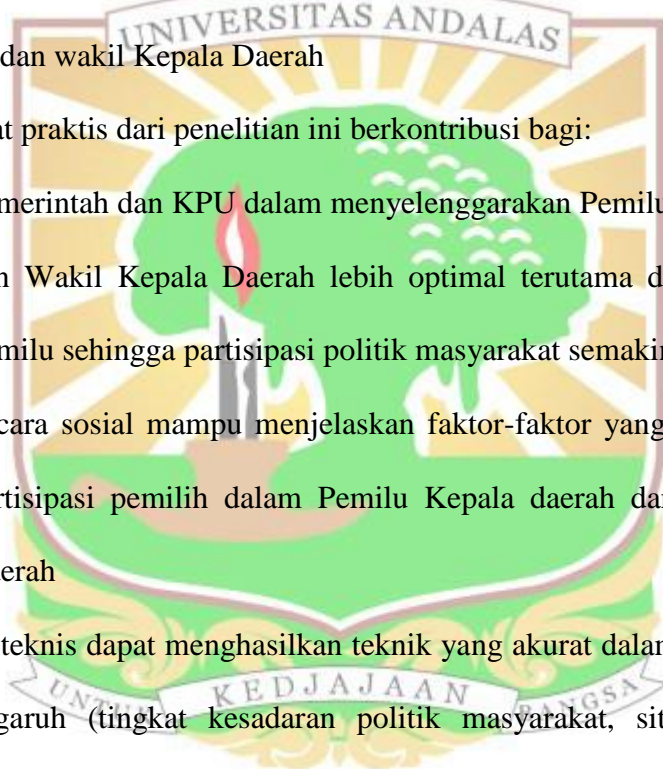 UNIVERSITAS ANDALAS
dan wakil Kepala Daerah
at praktis dari penelitian ini berkontribusi bagi:
merintah dan KPU dalam menyelenggarakan Pemilu
n Wakil Kepala Daerah lebih optimal terutama d
milu sehingga partisipasi politik masyarakat semakin
cara sosial mampu menjelaskan faktor-faktor yang
rtisipasi pemilih dalam Pemilu Kepala daerah dan
erah
teknis dapat menghasilkan teknik yang akurat dalam
UNTUK KEDJAJAAN BANGSA
garuh (tingkat kesadaran politik masyarakat, sit